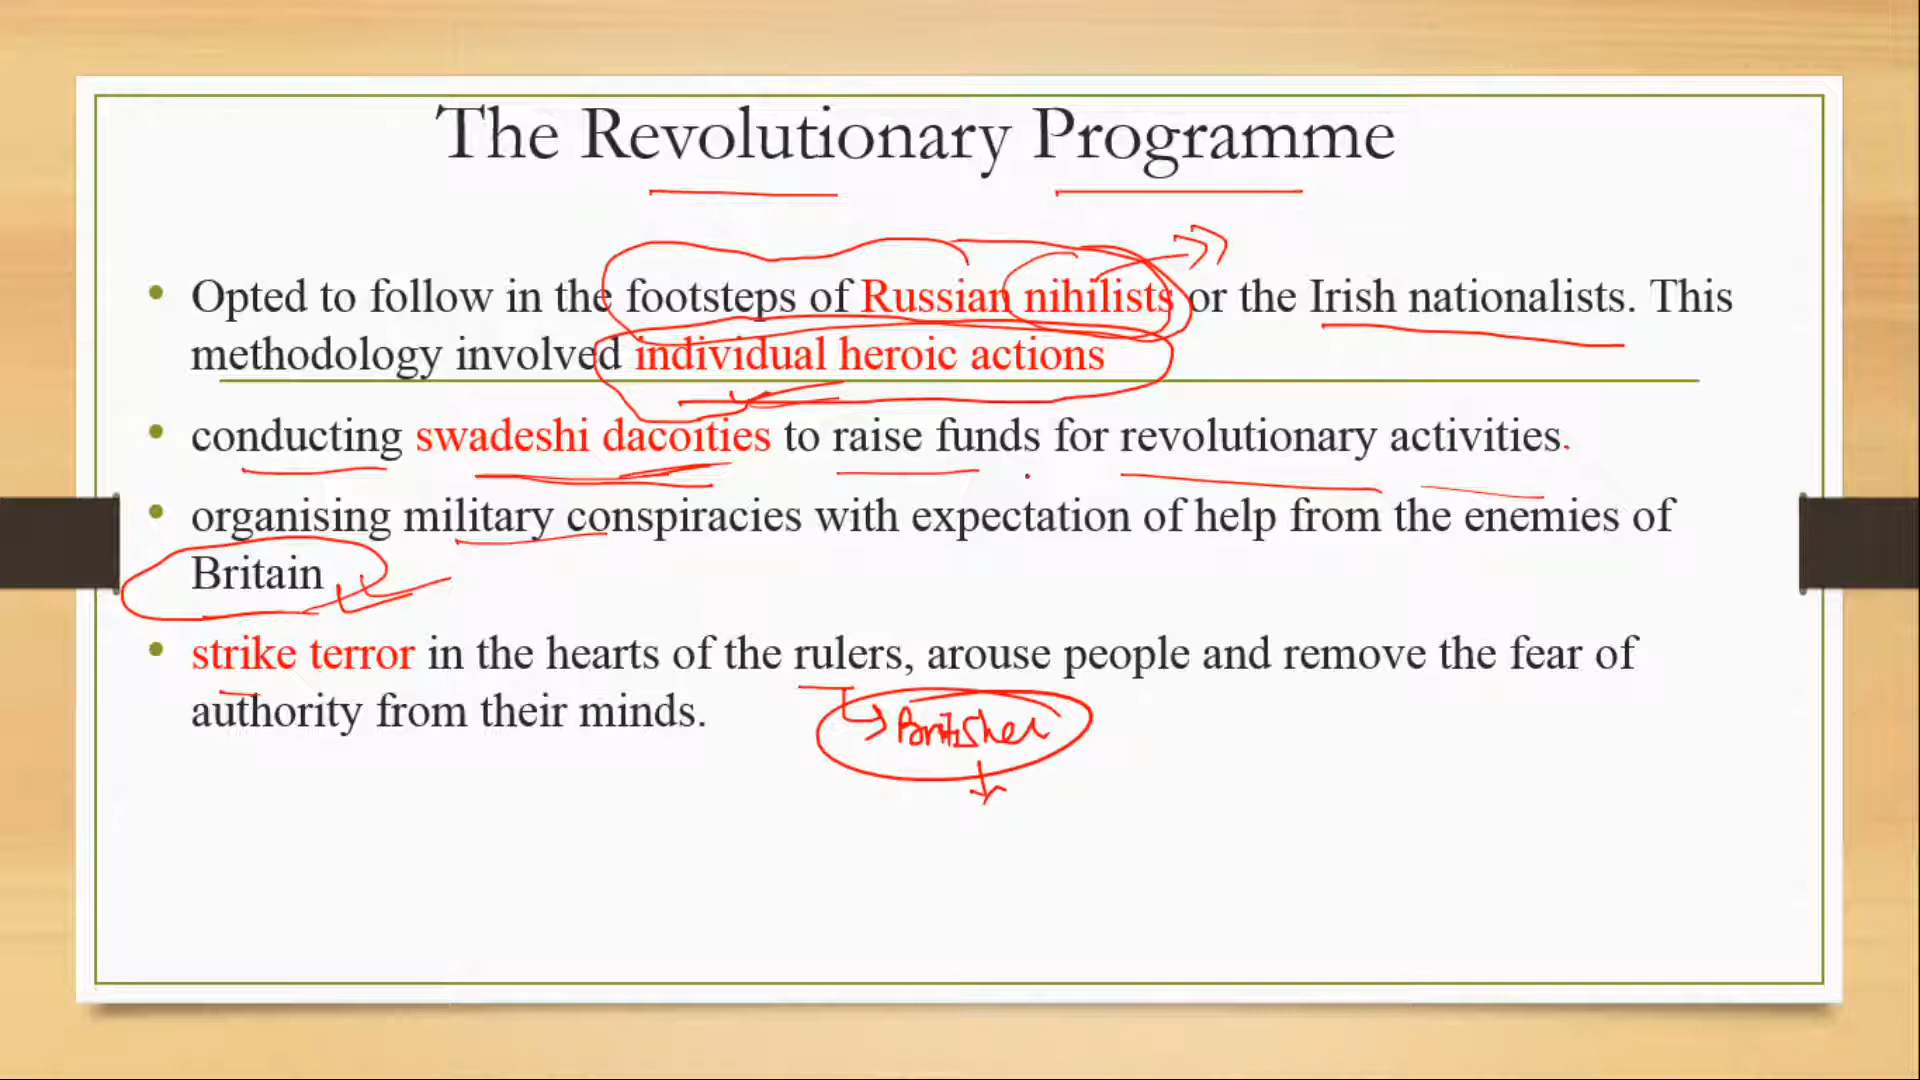 The Revolutionary Programme
• Opted to follow in the footsteps of Russian nihilists or the Irish nationalists. This
methodology involved individual heroic actions
• conducting swadeshi dacoities to raise funds for revolutionary activities.
• organising military conspiracies with expectation of help from the enemies of
Britain
• strike terror in the hearts of the rulers, arouse people and remove the fear of
authority from their minds.
Britisher